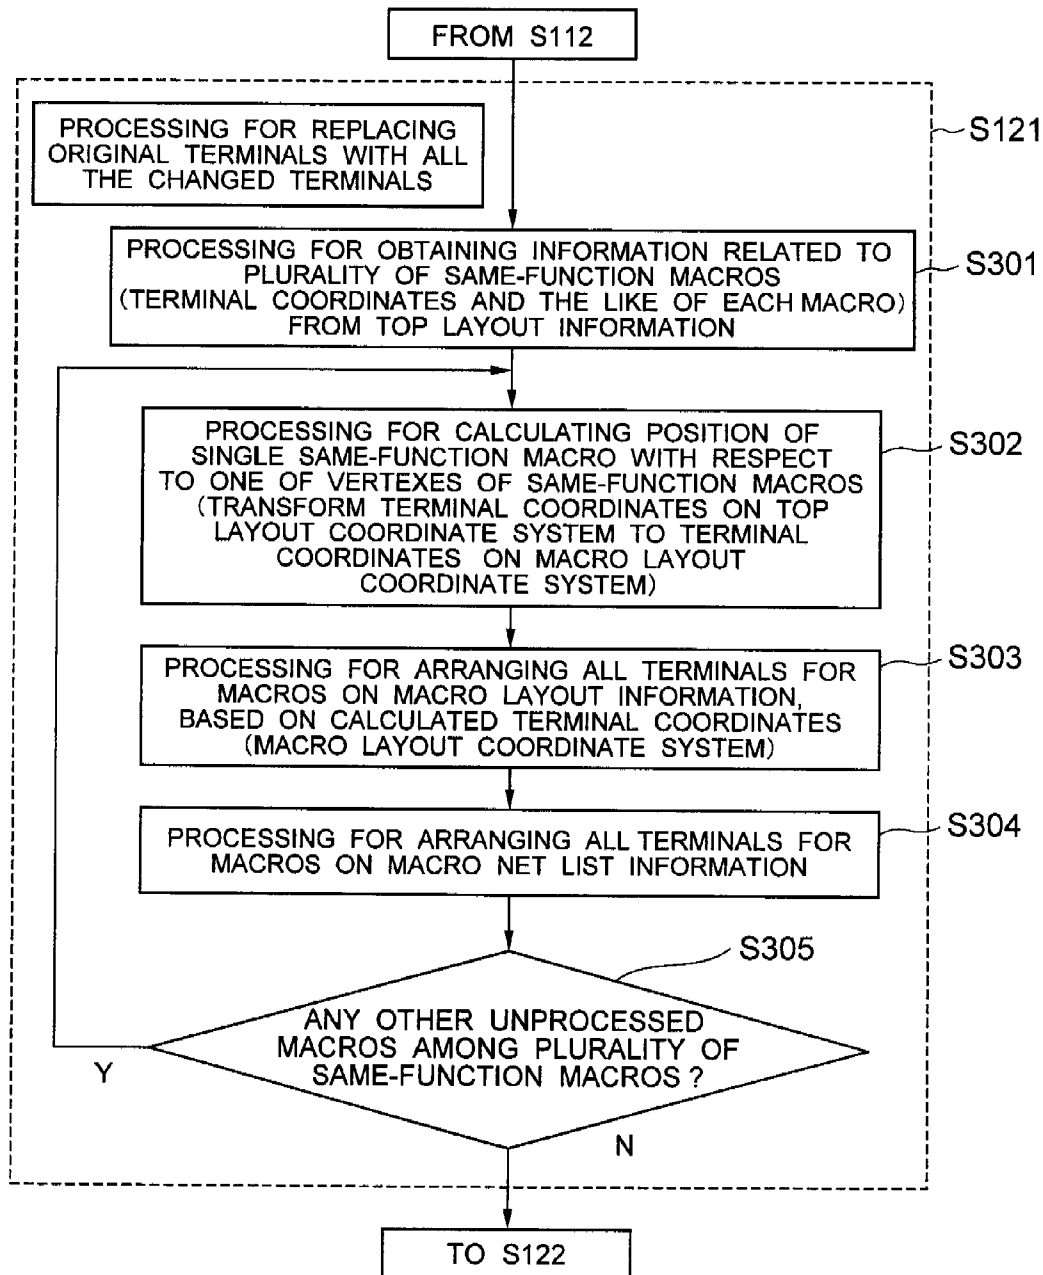 FROM S112
PROCESSING FOR REPLACING
ORIGINAL TERMINALS WITH ALL
THE CHANGED TERMINALS
S121
PROCESSING FOR OBTAINING INFORMATION RELATED TO
PLURALITY OF SAME-FUNCTION MACROS
(TERMINAL COORDINATES AND THE LIKE OF EACH MACRO)
FROM TOP LAYOUT INFORMATION
S301
PROCESSING FOR CALCULATING POSITION OF
SINGLE SAME-FUNCTION MACRO WITH RESPECT
TO ONE OF VERTEXES OF SAME-FUNCTION MACROS
(TRANSFORM TERMINAL COORDINATES ON TOP
LAYOUT COORDINATE SYSTEM TO TERMINAL
COORDINATES ON MACRO LAYOUT
COORDINATE SYSTEM)
S302
PROCESSING FOR ARRANGING ALL TERMINALS FOR
MACROS ON MACRO LAYOUT INFORMATION,
BASED ON CALCULATED TERMINAL COORDINATES
(MACRO LAYOUT COORDINATE SYSTEM)
S303
PROCESSING FOR ARRANGING ALL TERMINALS FOR
MACROS ON MACRO NET LIST INFORMATION
S304
S305
ANY OTHER UNPROCESSED
MACROS AMONG PLURALITY OF
SAME-FUNCTION MACROS ?
Y
N
TO S122